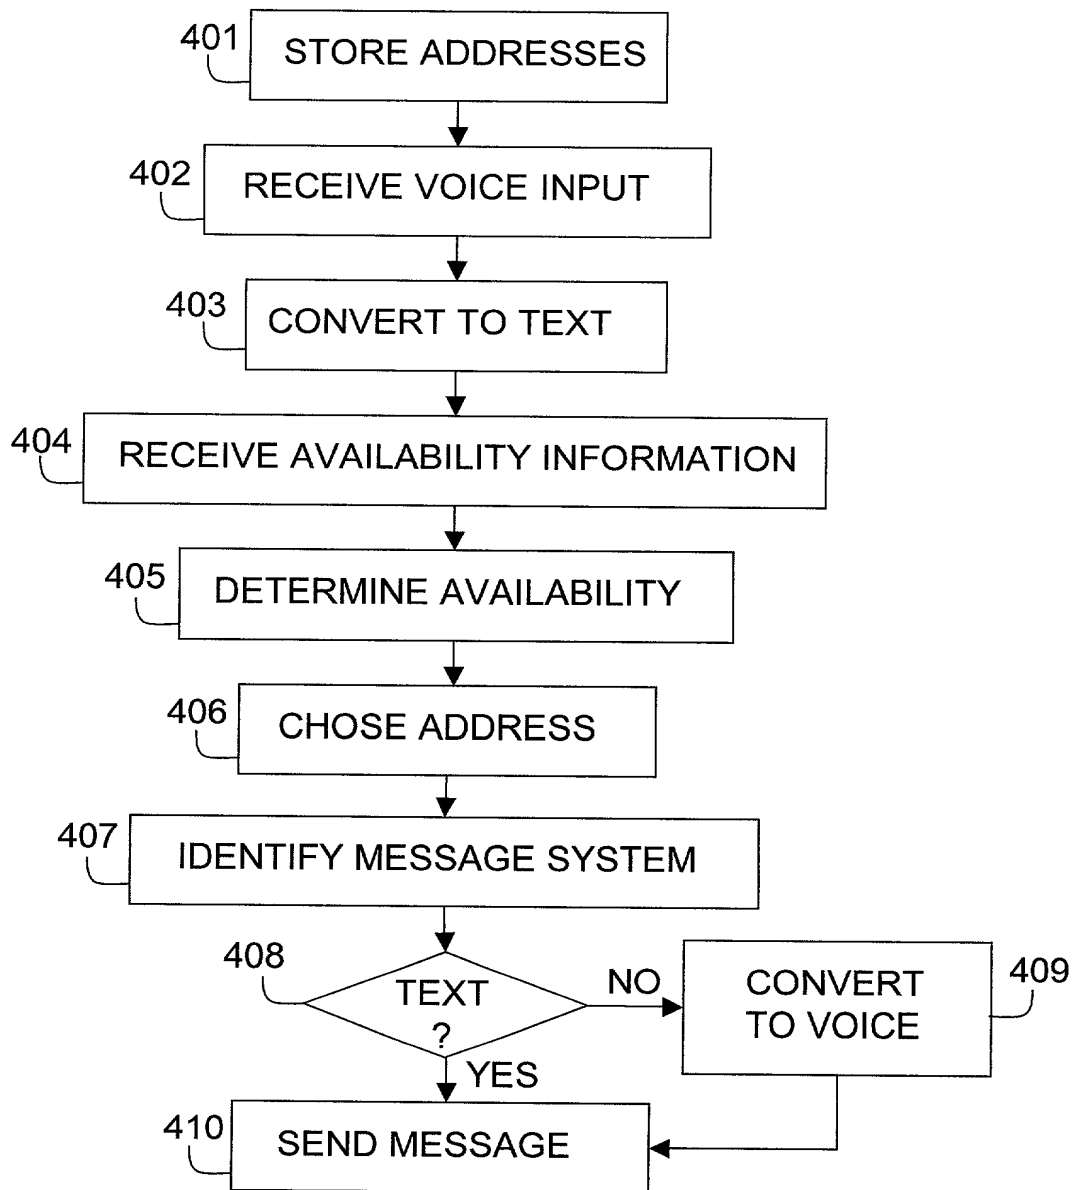 401
STORE ADDRESSES
402
RECEIVE VOICE INPUT
403
CONVERT TO TEXT
404
RECEIVE AVAILABILITY INFORMATION
405
DETERMINE AVAILABILITY
406
CHOSE ADDRESS
407
IDENTIFY MESSAGE SYSTEM
408
TEXT
?
NO
CONVERT
TO VOICE
409
YES
410
SEND MESSAGE